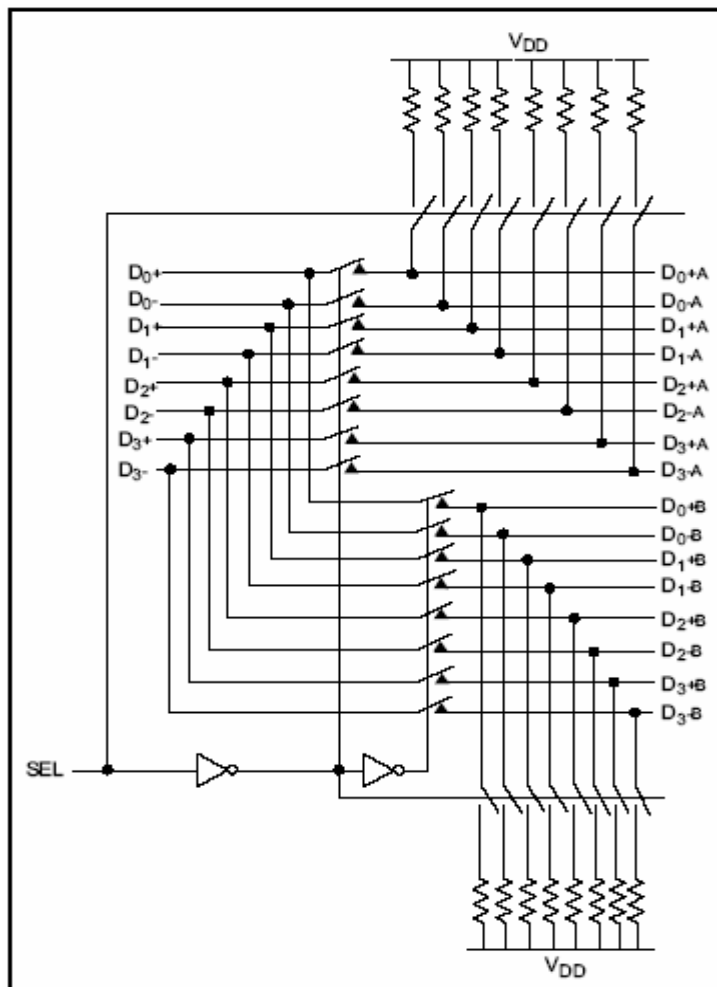 VDD
D0+
D0-
D1+
D1-
D2+
D2-
D3+
D3-
D0+A
D0-A
D1+A
D1-A
D2+A
D2-A
D3+A
D3-A
D0+B
D0-B
D1+B
D1-B
D2+B
D2-B
D3+B
D3-B
SEL
VDD